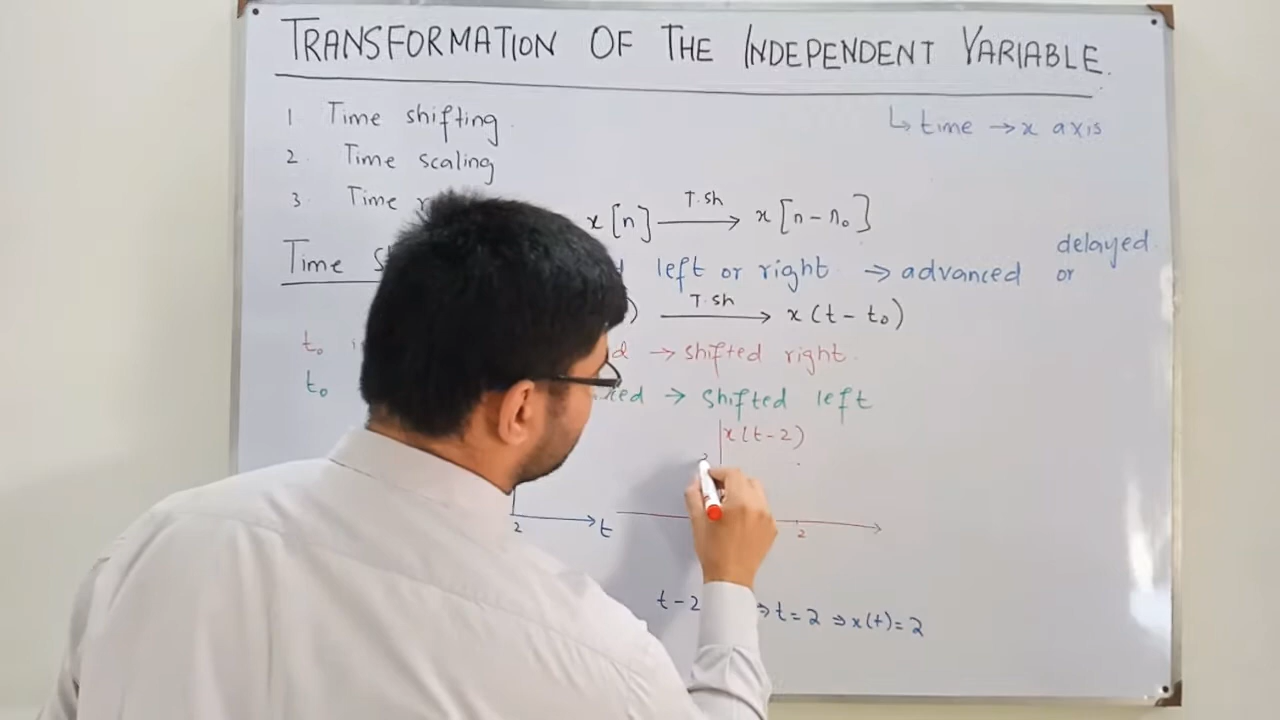 TRANSFORMATION OF THE INDEPENDENT VARIABLE.
↳ time → x axis
1. Time shifting.
2. Time scaling
3. Time
x[n] T.sh → x[n-n₀]
Time
left or right → advanced or delayed
T.sh → x(t-t₀)
t₀ → shifted right.
t₀ → shifted left
x(t-2)
2
2 t
2
t-2 ⇒ t=2 ⇒ x(t)=2